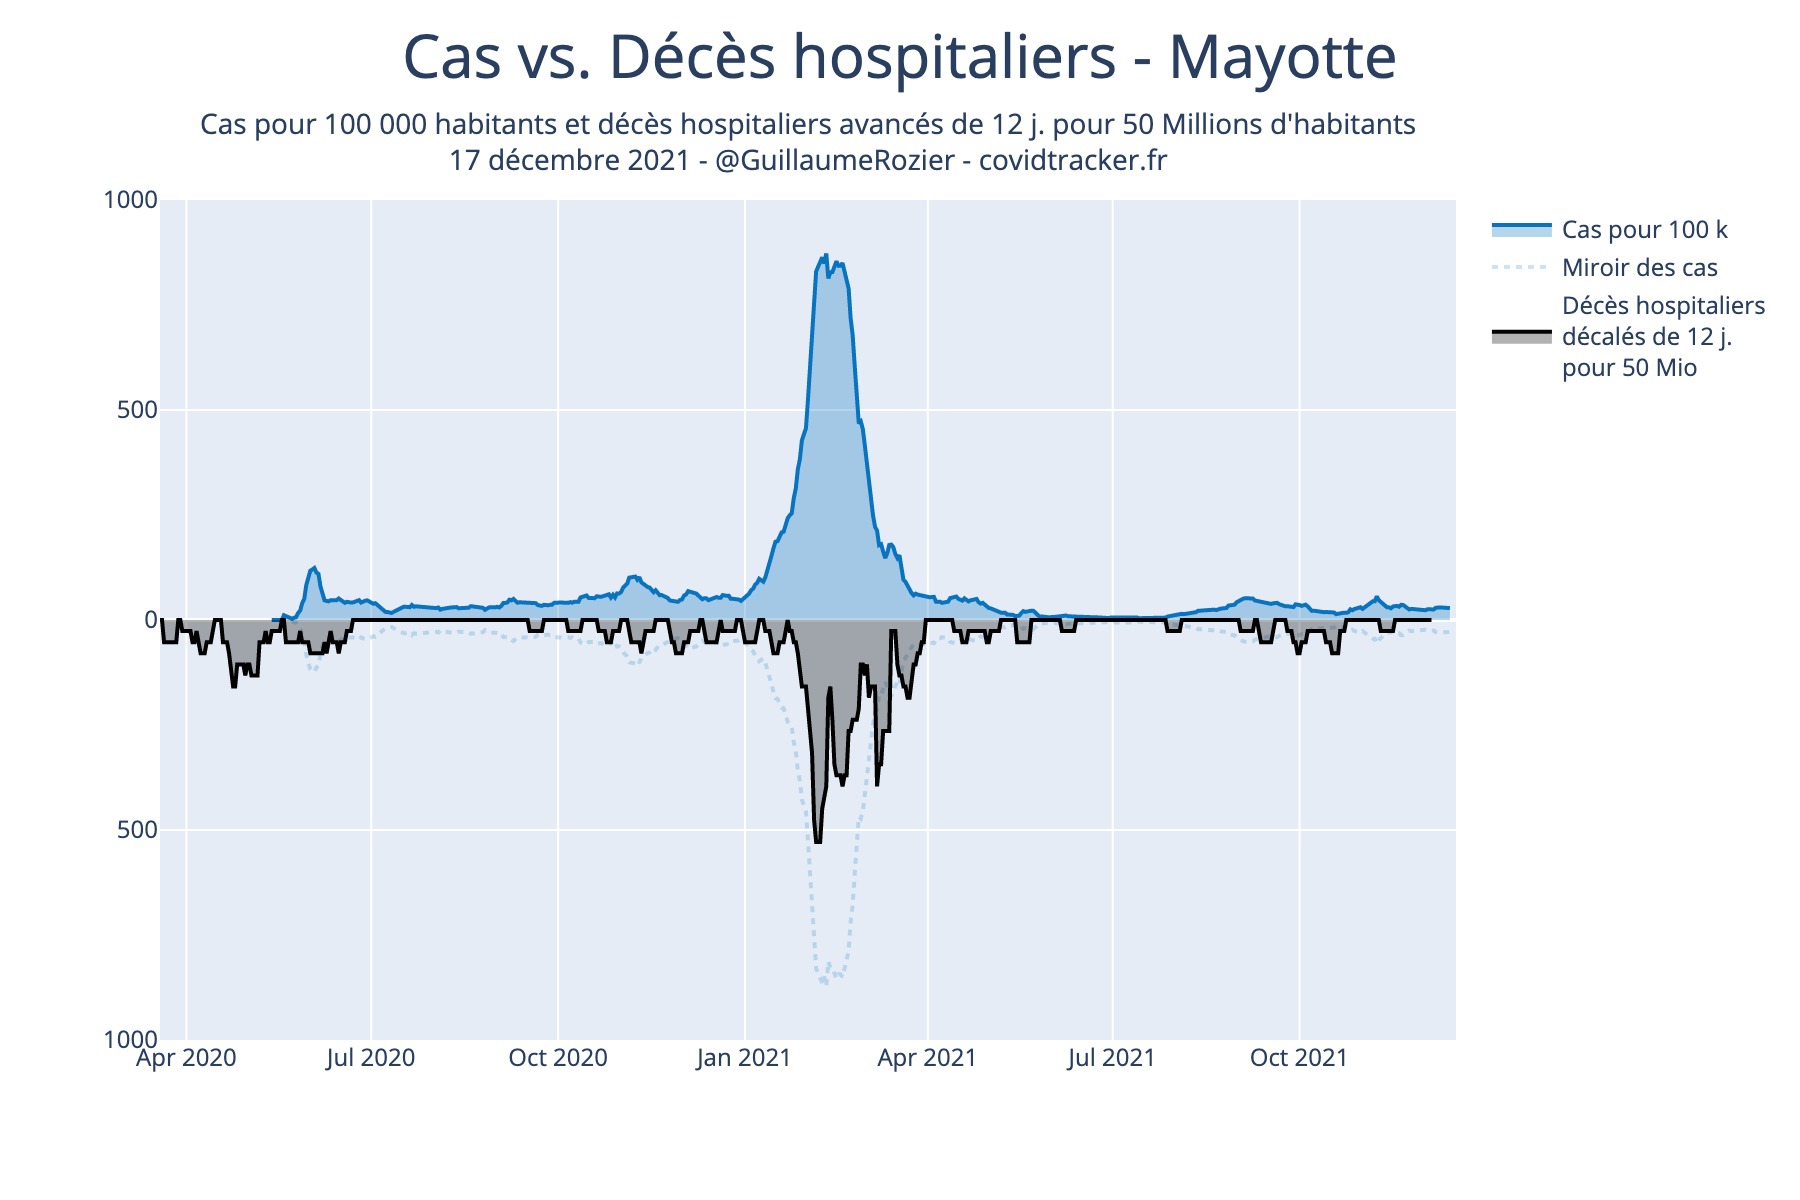 Cas vs. Décès hospitaliers - Mayotte
Cas pour 100 000 habitants et décès hospitaliers avancés de 12 j. pour 50 Millions d'habitants
17 décembre 2021 - @GuillaumeRozier - covidtracker.fr
1000
500
0
500
1000
Apr 2020
Jul 2020
Oct 2020
Jan 2021
Apr 2021
Jul 2021
Oct 2021
Cas pour 100 k
Miroir des cas
Décès hospitaliers
décalés de 12 j.
pour 50 Mio